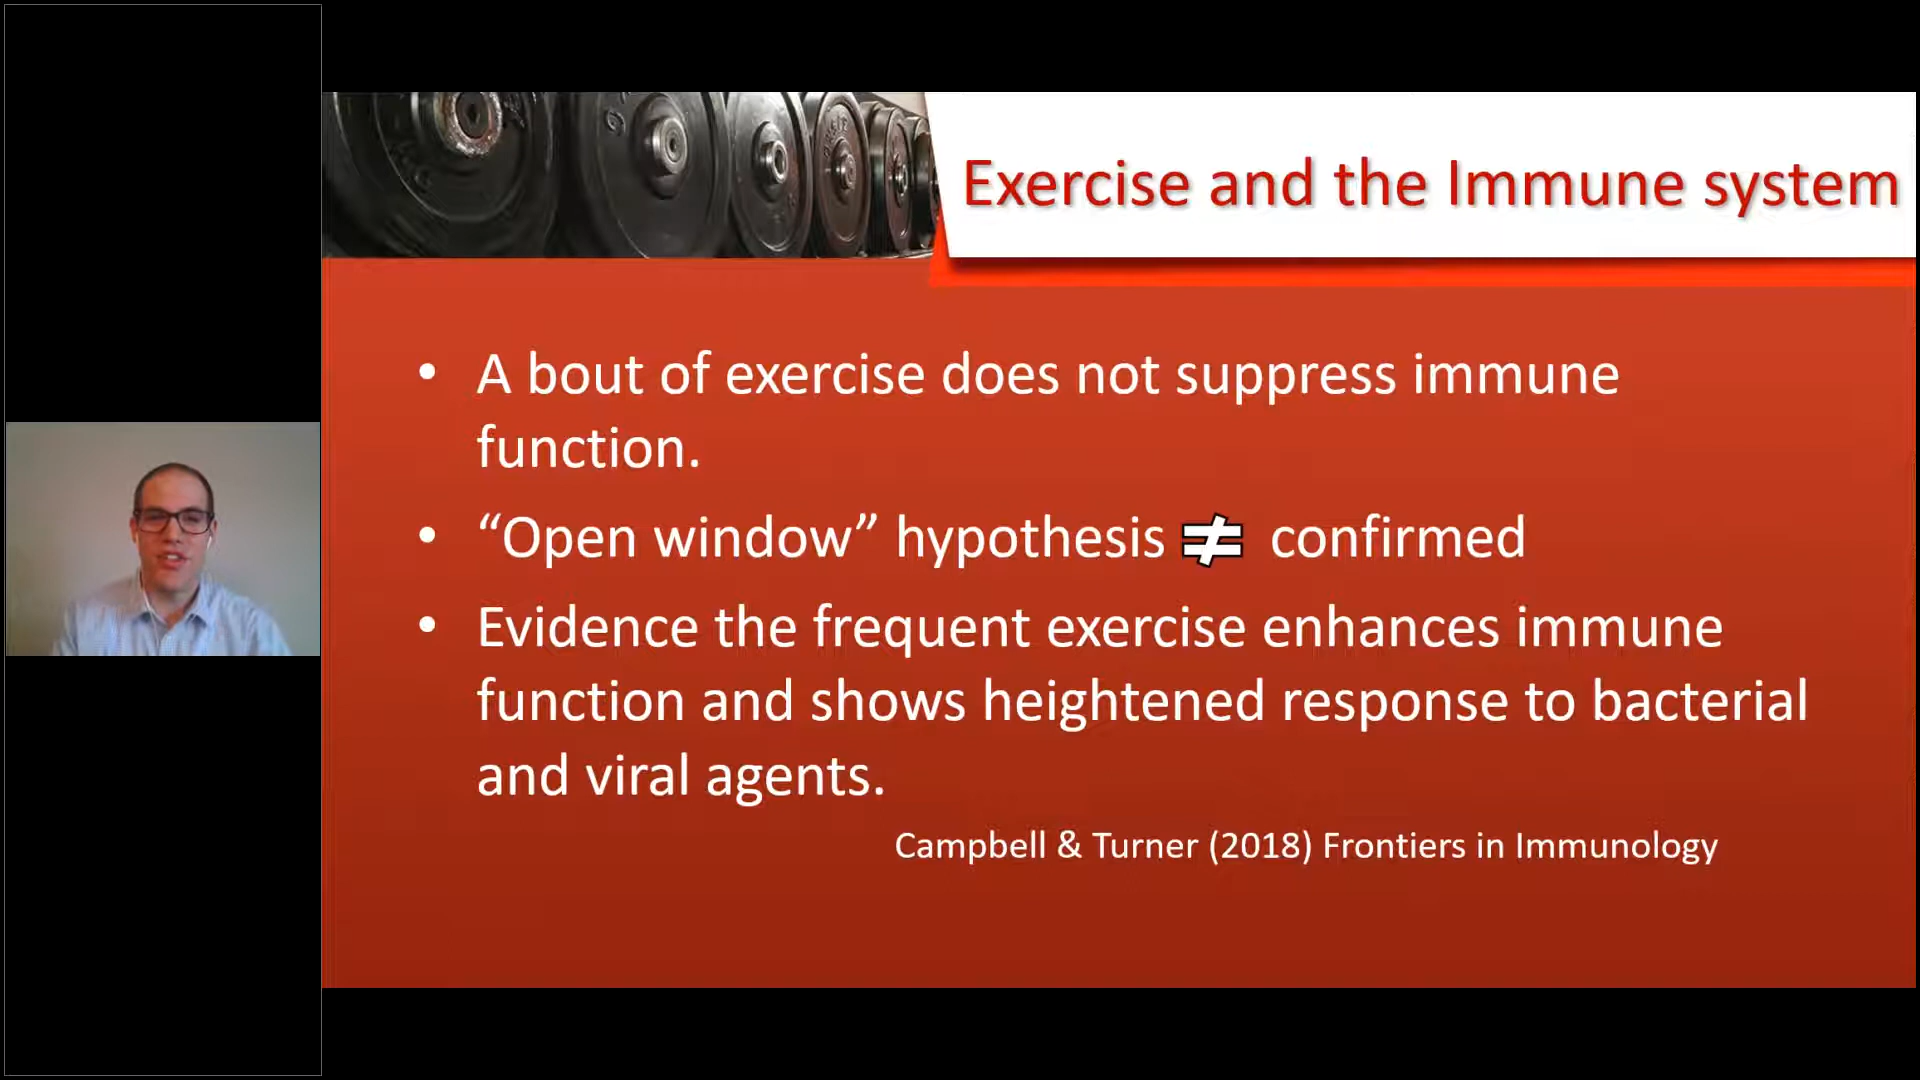 Exercise and the Immune system
• A bout of exercise does not suppress immune
function.
• “Open window” hypothesis ≠ confirmed
• Evidence the frequent exercise enhances immune
function and shows heightened response to bacterial
and viral agents.
Campbell & Turner (2018) Frontiers in Immunology